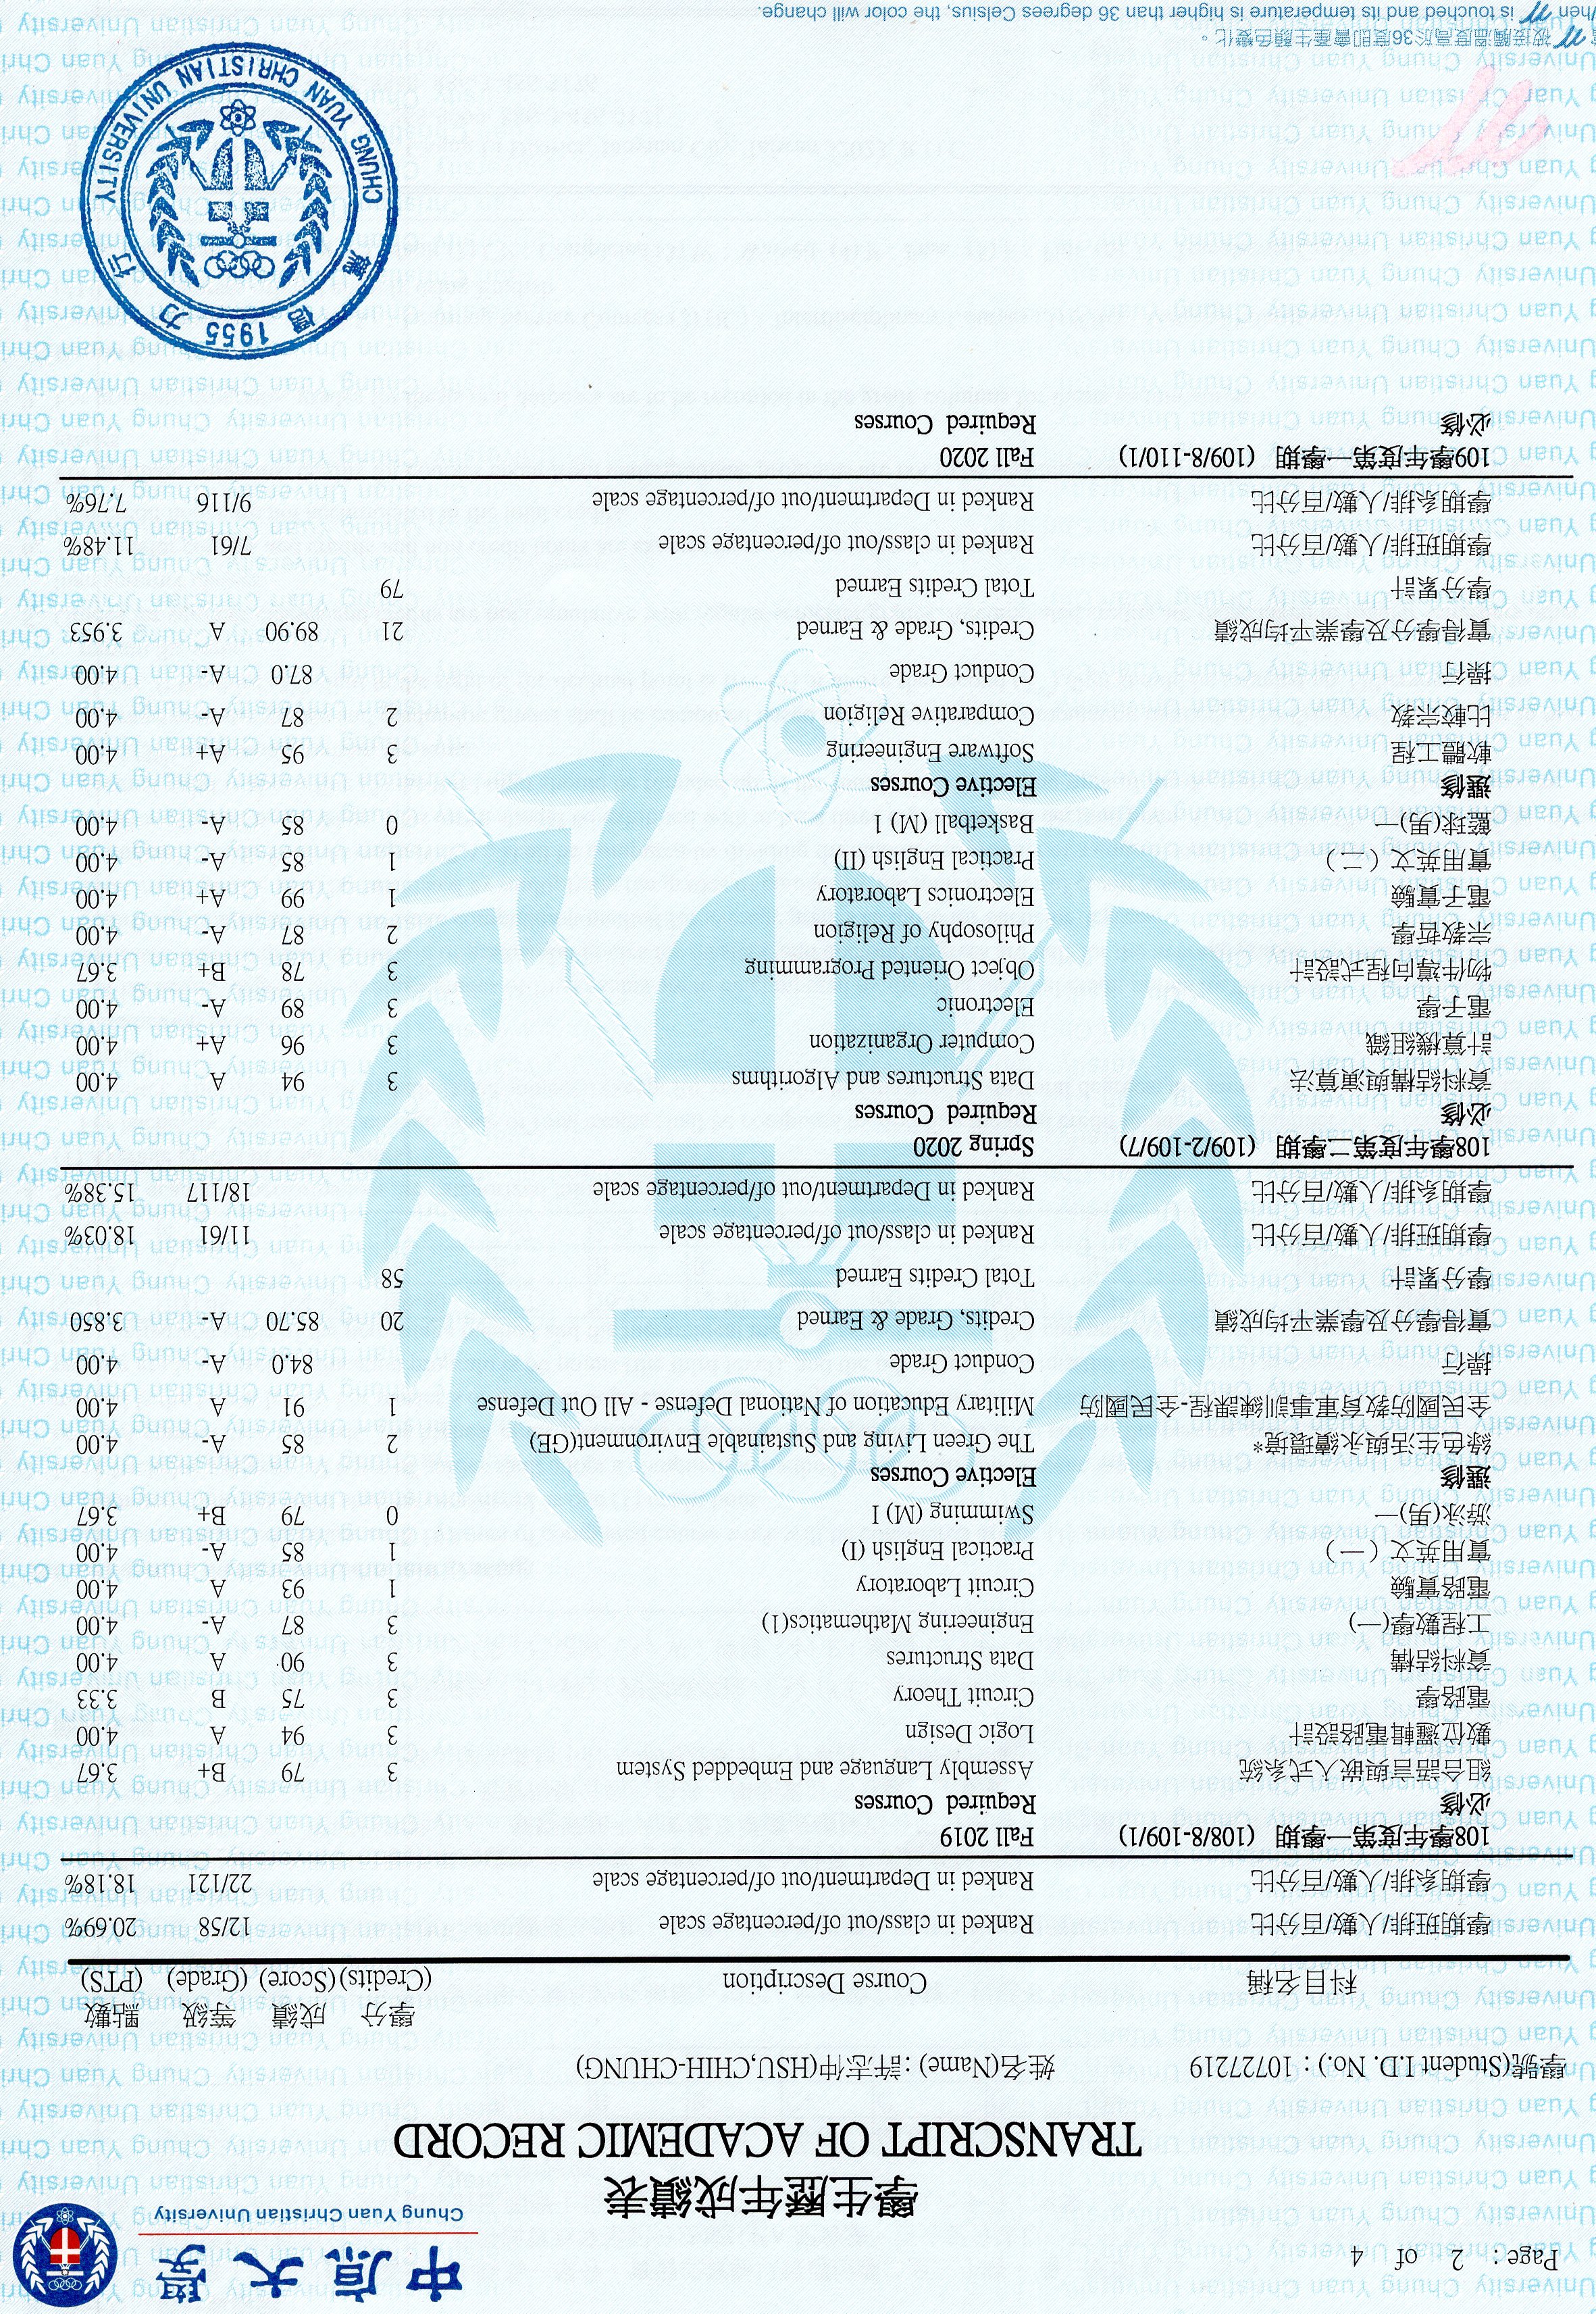 Page : 2 of 4
中原大學
Chung Yuan Christian University
學生歷年成績表
TRANSCRIPT OF ACADEMIC RECORD
學號(Student I.D. No.) : 10727219 姓名(Name) :許志仲(HSU,CHIH-CHUNG)
學分 成績 等級 點數
科目名稱 Course Description (Credits) (Score) (Grade) (PTS)
學期班排/人數/百分比 Ranked in class/out of/percentage scale 12/58 20.69%
學期系排/人數/百分比 Ranked in Department/out of/percentage scale 22/121 18.18%
108學年度第一學期 (108/8-109/1) Fall 2019
必修 Required Courses
組合語言與嵌入式系統 Assembly Language and Embedded System 3 79 B+ 3.67
數位邏輯電路設計 Logic Design 3 94 A 4.00
電路學 Circuit Theory 3 75 B 3.33
資料結構 Data Structures 3 90 A 4.00
工程數學(一) Engineering Mathematics(1) 3 87 A- 4.00
電路實驗 Circuit Laboratory 1 93 A 4.00
實用英文（一） Practical English (I) 1 85 A- 4.00
游泳(男)一 Swimming (M) I 0 79 B+ 3.67
選修 Elective Courses
綠色生活與永續環境* The Green Living and Sustainable Environment(GE) 2 85 A- 4.00
全民國防教育軍事訓練課程-全民國防 Military Education of National Defense - All Out Defense 1 91 A 4.00
操行 Conduct Grade 84.0 A- 4.00
實得學分及學業平均成績 Credits, Grade & Earned 20 85.70 A- 3.850
學分累計 Total Credits Earned 58
學期班排/人數/百分比 Ranked in class/out of/percentage scale 11/61 18.03%
學期系排/人數/百分比 Ranked in Department/out of/percentage scale 18/117 15.38%
108學年度第二學期 (109/2-109/7) Spring 2020
必修 Required Courses
資料結構與演算法 Data Structures and Algorithms 3 94 A 4.00
計算機組織 Computer Organization 3 96 A+ 4.00
電子學 Electronic 3 89 A- 4.00
物件導向程式設計 Object Oriented Programming 3 78 B+ 3.67
宗教哲學 Philosophy of Religion 2 87 A- 4.00
電子實驗 Electronics Laboratory 1 99 A+ 4.00
實用英文（二） Practical English (II) 1 85 A- 4.00
籃球(男)一 Basketball (M) 1 0 85 A- 4.00
選修 Elective Courses
軟體工程 Software Engineering 3 95 A+ 4.00
比較宗教 Comparative Religion 2 87 A- 4.00
操行 Conduct Grade 87.0 A- 4.00
實得學分及學業平均成績 Credits, Grade & Earned 21 89.90 A 3.953
學分累計 Total Credits Earned 79
學期班排/人數/百分比 Ranked in class/out of/percentage scale 7/61 11.48%
學期系排/人數/百分比 Ranked in Department/out of/percentage scale 9/116 7.76%
109學年度第一學期 (109/8-110/1) Fall 2020
必修 Required Courses
篤信 1955 力行
CHUNG YUAN CHRISTIAN UNIVERSITY
被接觸溫度高於36度即會產生顏色變化。
is touched and its temperature is higher than 36 degrees Celsius, the color will change.